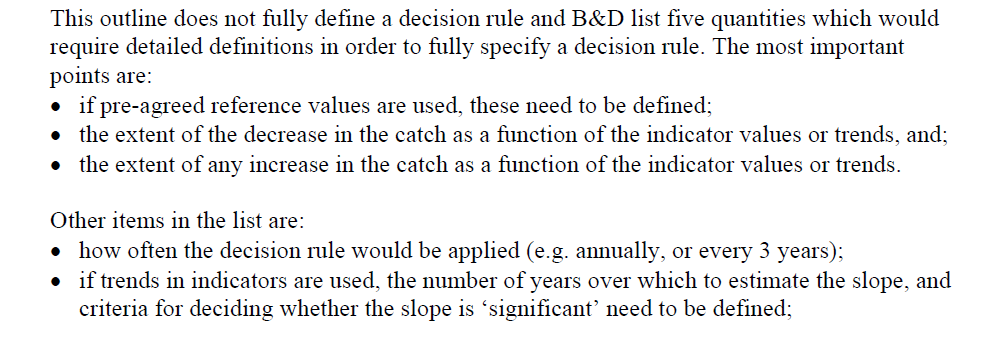 This outline does not fully define a decision rule and B&D list five quantities which would
require detailed definitions in order to fully specify a decision rule. The most important
points are:
• if pre-agreed reference values are used, these need to be defined;
• the extent of the decrease in the catch as a function of the indicator values or trends, and;
• the extent of any increase in the catch as a function of the indicator values or trends.
Other items in the list are:
• how often the decision rule would be applied (e.g. annually, or every 3 years);
• if trends in indicators are used, the number of years over which to estimate the slope, and
criteria for deciding whether the slope is ‘significant’ need to be defined;